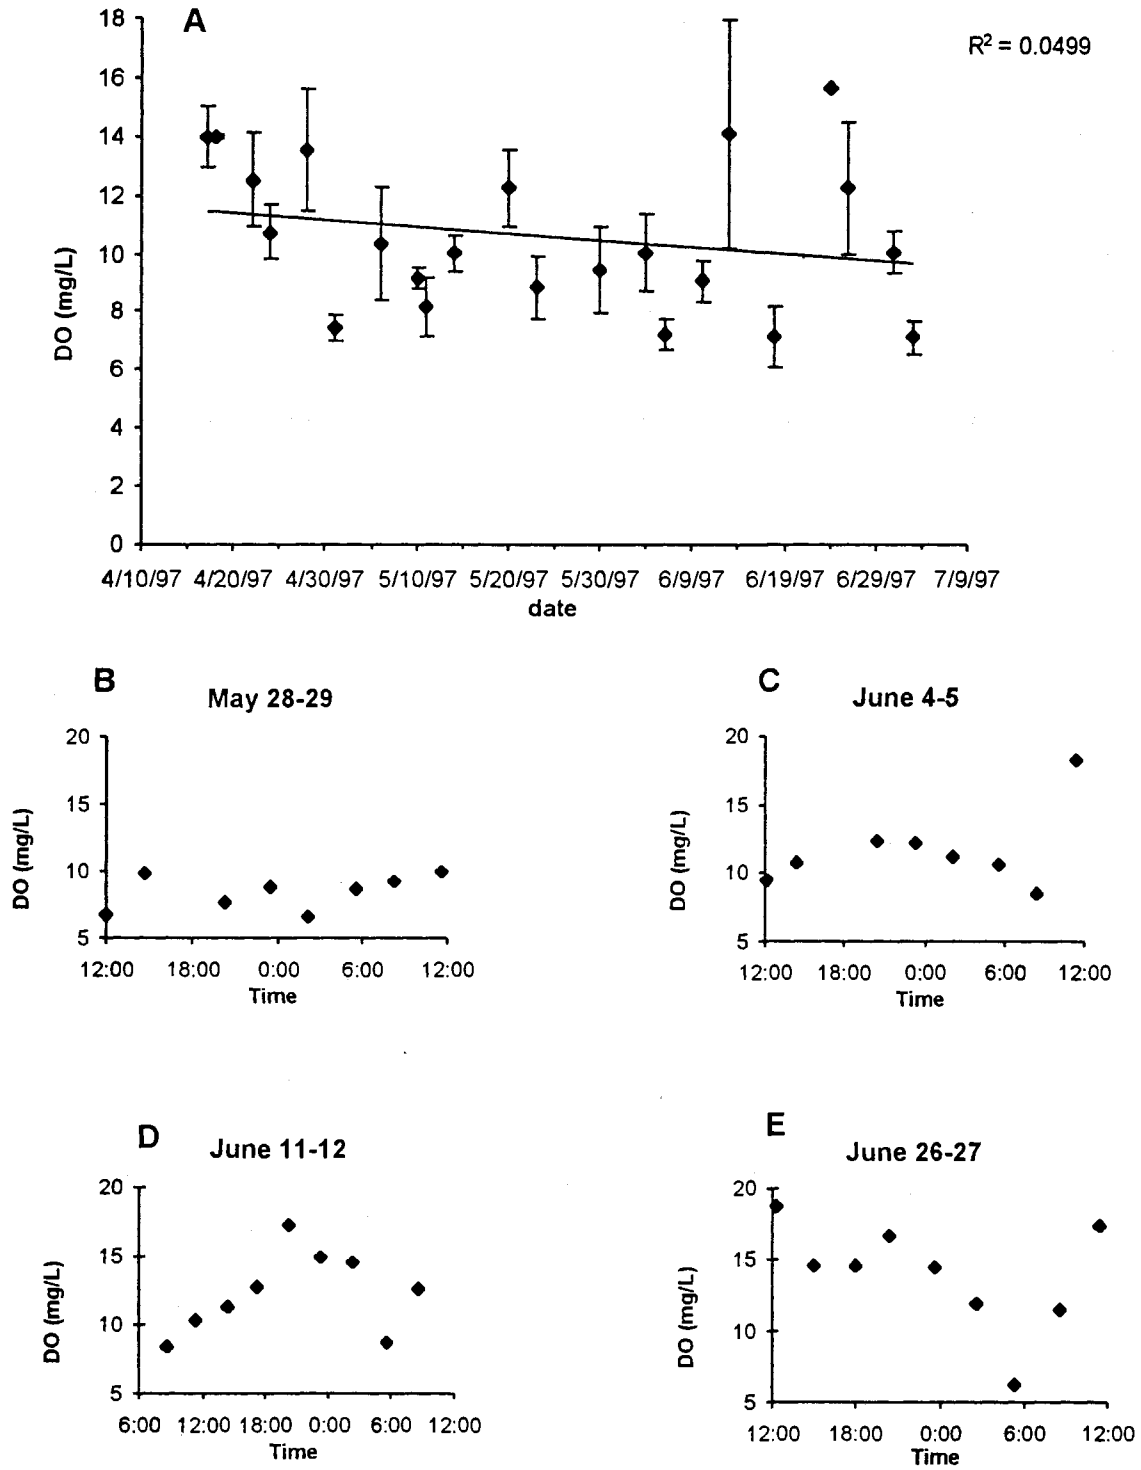 A
R² = 0.0499
18
16
14
12
10
8
6
4
2
0
DO (mg/L)
4/10/97 4/20/97 4/30/97 5/10/97 5/20/97 5/30/97 6/9/97 6/19/97 6/29/97 7/9/97
date
B
May 28-29
20
15
10
5
DO (mg/L)
12:00 18:00 0:00 6:00 12:00
Time
C
June 4-5
20
15
10
5
DO (mg/L)
12:00 18:00 0:00 6:00 12:00
Time
D
June 11-12
20
15
10
5
DO (mg/L)
6:00 12:00 18:00 0:00 6:00 12:00
Time
E
June 26-27
20
15
10
5
DO (mg/L)
12:00 18:00 0:00 6:00 12:00
Time